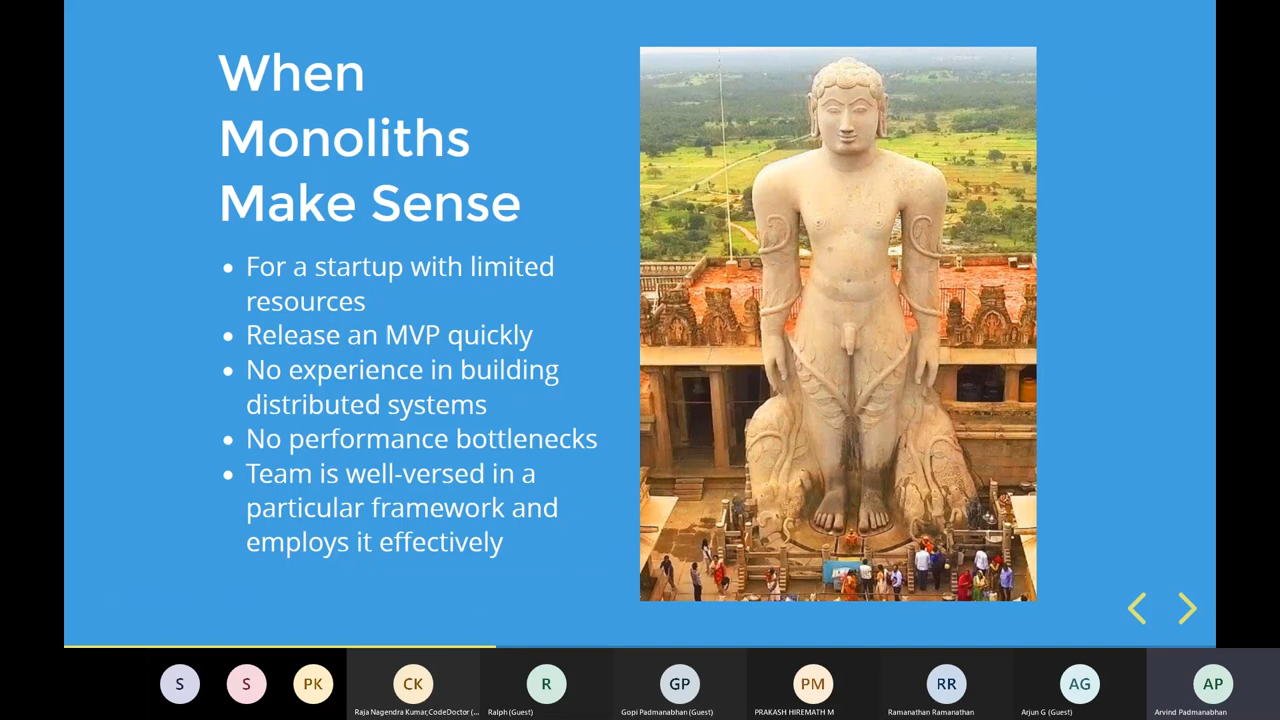 When
Monoliths
Make Sense
• For a startup with limited
resources
• Release an MVP quickly
• No experience in building
distributed systems
• No performance bottlenecks
• Team is well-versed in a
particular framework and
employs it effectively
S
S
PK
CK
R
GP
PM
RR
AG
AP
Raja Nagendra Kumar,CodeDoctor (...
Ralph (Guest)
Gopi Padmanabhan (Guest)
PRAKASH HIREMATH M
Ramanathan Ramanathan
Arjun G (Guest)
Arvind Padmanabhan